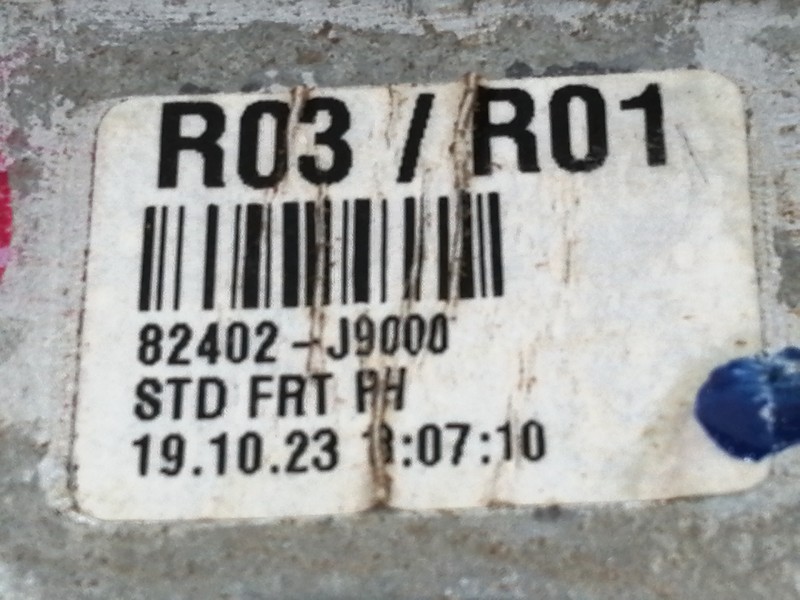 R03 / R01
82402-J9000
STD FRT RH
19.10.23